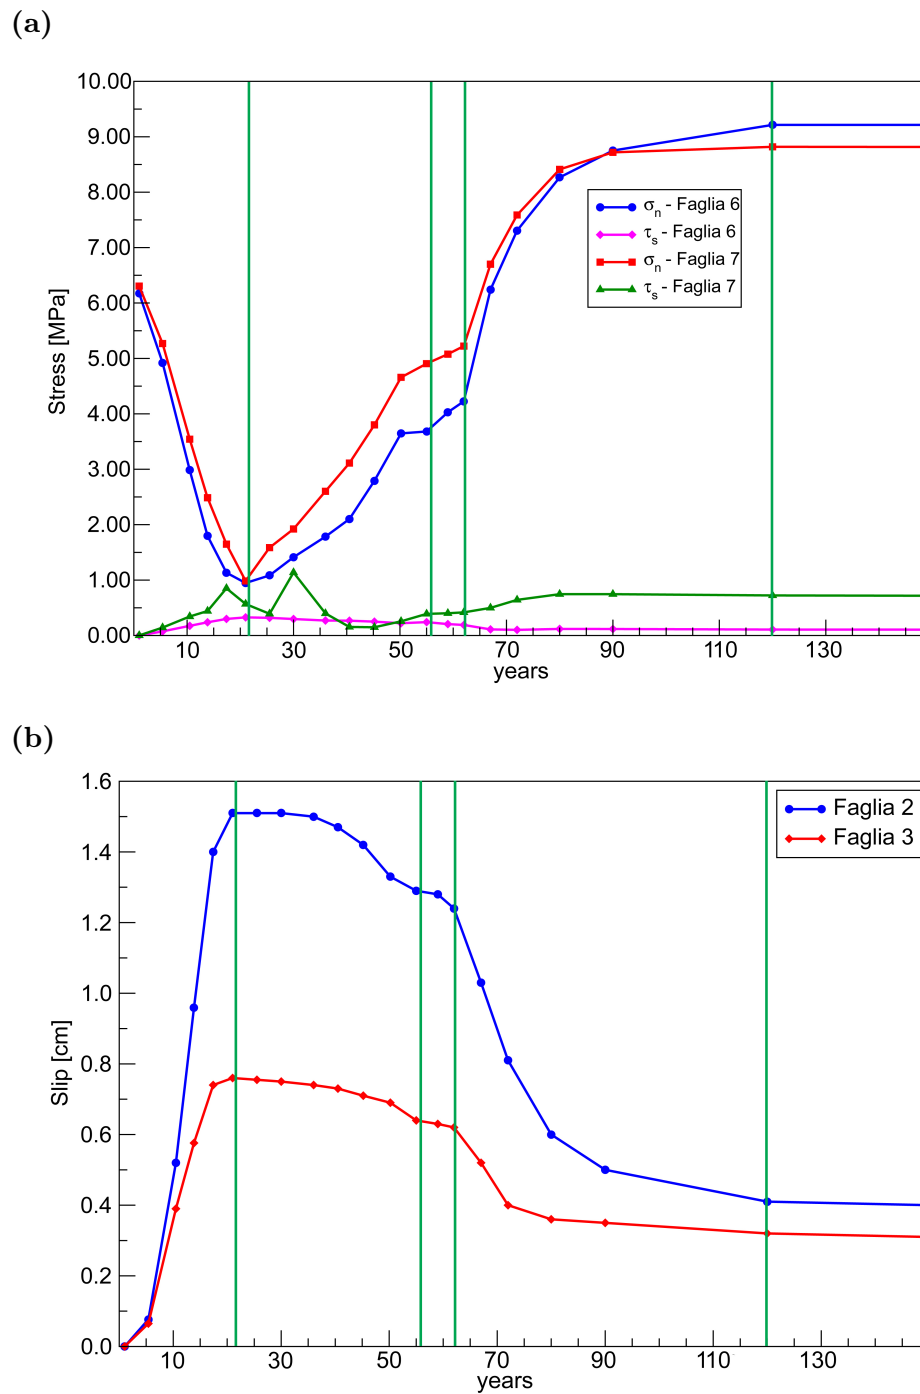 (a)
10.00
9.00
8.00
7.00
6.00
5.00
4.00
3.00
2.00
1.00
0.00
Stress [MPa]
σn - Faglia 6
τs - Faglia 6
σn - Faglia 7
τs - Faglia 7
10 30 50 70 90 110 130
years
(b)
1.6
1.4
1.2
1.0
0.8
0.6
0.4
0.2
0.0
Slip [cm]
Faglia 2
Faglia 3
10 30 50 70 90 110 130
years